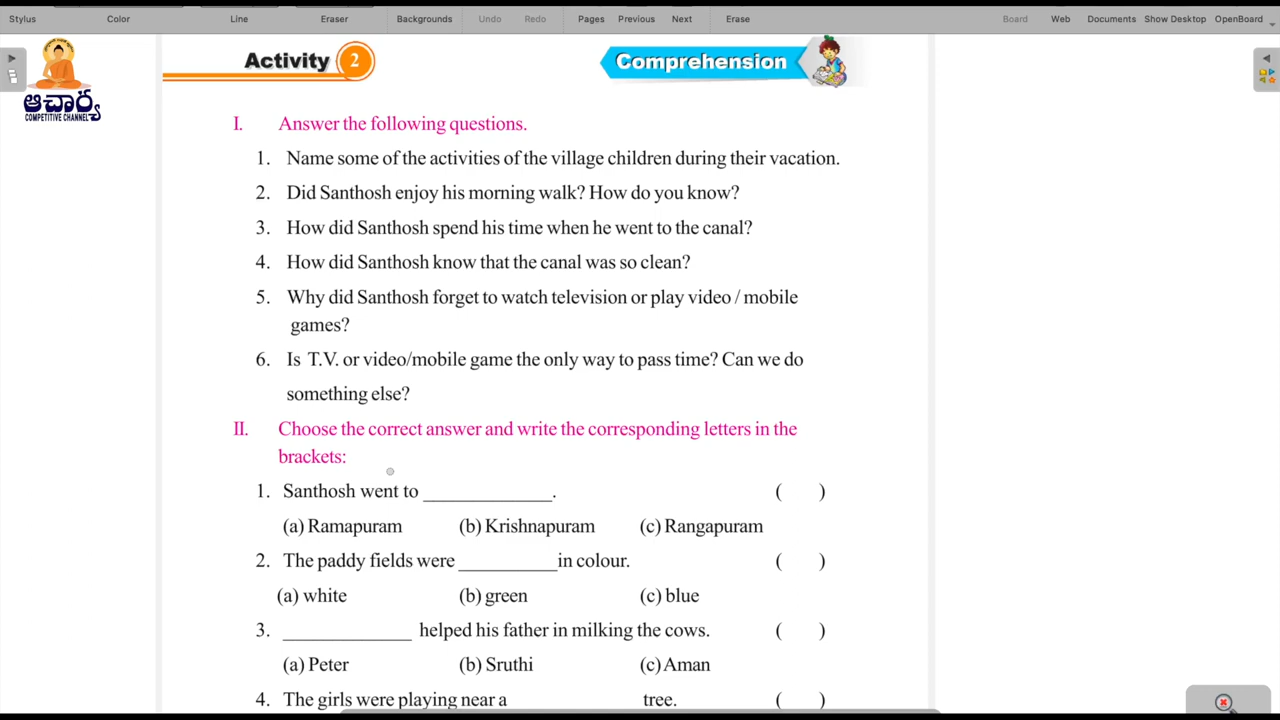 Stylus Color Line Eraser Backgrounds Undo Redo Pages Previous Next Erase Board Web Documents Show Desktop OpenBoard
ఆచార్య
COMPETITIVE CHANNEL
Activity 2
Comprehension
I. Answer the following questions.
1. Name some of the activities of the village children during their vacation.
2. Did Santhosh enjoy his morning walk? How do you know?
3. How did Santhosh spend his time when he went to the canal?
4. How did Santhosh know that the canal was so clean?
5. Why did Santhosh forget to watch television or play video / mobile
games?
6. Is T.V. or video/mobile game the only way to pass time? Can we do
something else?
II. Choose the correct answer and write the corresponding letters in the
brackets:
1. Santhosh went to _____________. ( )
(a) Ramapuram (b) Krishnapuram (c) Rangapuram
2. The paddy fields were __________ in colour. ( )
(a) white (b) green (c) blue
3. _____________ helped his father in milking the cows. ( )
(a) Peter (b) Sruthi (c) Aman
4. The girls were playing near a tree. ( )